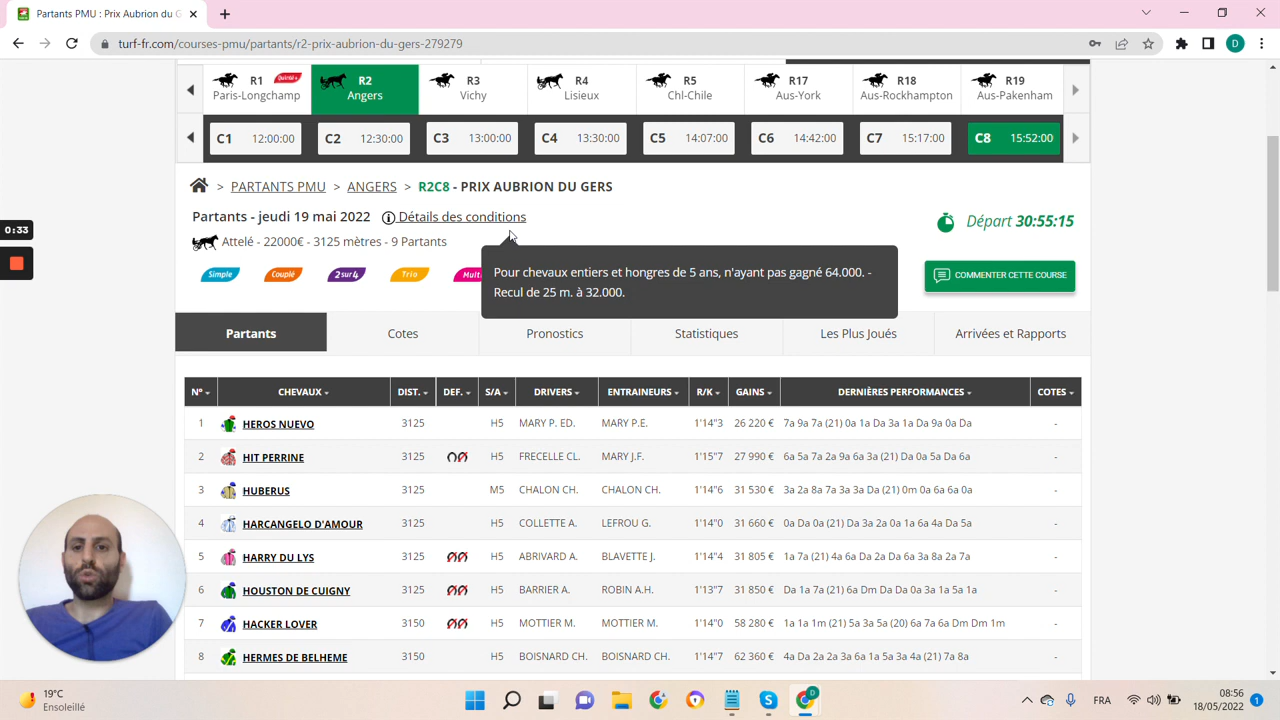 Partants PMU : Prix Aubrion du G
turf-fr.com/courses-pmu/partants/r2-prix-aubrion-du-gers-279279
D
R1 Quinté+
Paris-Longchamp
R2
Angers
R3
Vichy
R4
Lisieux
R5
Chl-Chile
R17
Aus-York
R18
Aus-Rockhampton
R19
Aus-Pakenham
C1 12:00:00
C2 12:30:00
C3 13:00:00
C4 13:30:00
C5 14:07:00
C6 14:42:00
C7 15:17:00
C8 15:52:00
> PARTANTS PMU > ANGERS > R2C8 - PRIX AUBRION DU GERS
Partants - jeudi 19 mai 2022 Détails des conditions
Départ 30:55:15
0:33
Attelé - 22000€ - 3125 mètres - 9 Partants
Simple Couplé 2sur4 Trio
Pour chevaux entiers et hongres de 5 ans, n'ayant pas gagné 64.000. -
Recul de 25 m. à 32.000.
COMMENTER CETTE COURSE
Partants Cotes Pronostics Statistiques Les Plus Joués Arrivées et Rapports
N° CHEVAUX DIST. DEF. S/A DRIVERS ENTRAINEURS R/K GAINS DERNIÈRES PERFORMANCES COTES
1 HEROS NUEVO 3125 H5 MARY P. ED. MARY P.E. 1'14"3 26 220 € 7a 9a 7a (21) 0a 1a Da 3a 1a Da 9a 0a Da -
2 HIT PERRINE 3125 H5 FRECELLE CL. MARY J.F. 1'15"7 27 990 € 6a 5a 7a 2a 9a 6a 3a (21) Da 0a 5a Da 6a -
3 HUBERUS 3125 M5 CHALON CH. CHALON CH. 1'14"6 31 530 € 3a 2a 8a 7a 3a 3a Da (21) 0m 0a 6a 6a 0a -
4 HARCANGELO D'AMOUR 3125 H5 COLLETTE A. LEFROU G. 1'14"0 31 660 € 0a Da 0a (21) Da 3a 2a 0a 1a 6a 4a Da 5a -
5 HARRY DU LYS 3125 H5 ABRIVARD A. BLAVETTE J. 1'14"4 31 805 € 1a 7a (21) 4a 6a Da 2a Da 6a 3a 8a 2a 7a -
6 HOUSTON DE CUIGNY 3125 H5 BARRIER A. ROBIN A.H. 1'13"7 31 850 € Da 1a 7a (21) 6a Dm Da Da 0a 3a 1a 5a 1a -
7 HACKER LOVER 3150 H5 MOTTIER M. MOTTIER M. 1'14"0 58 280 € 1a 1a 1m (21) 5a 3a 5a (20) 6a 7a 6a Dm Dm 1m -
8 HERMES DE BELHEME 3150 H5 BOISNARD CH. BOISNARD CH. 1'14"7 62 360 € 4a Da 2a 2a 3a 6a 1a 5a 3a 4a (21) 7a 8a -
19°C
Ensoleillé
FRA
08:56
18/05/2022
1